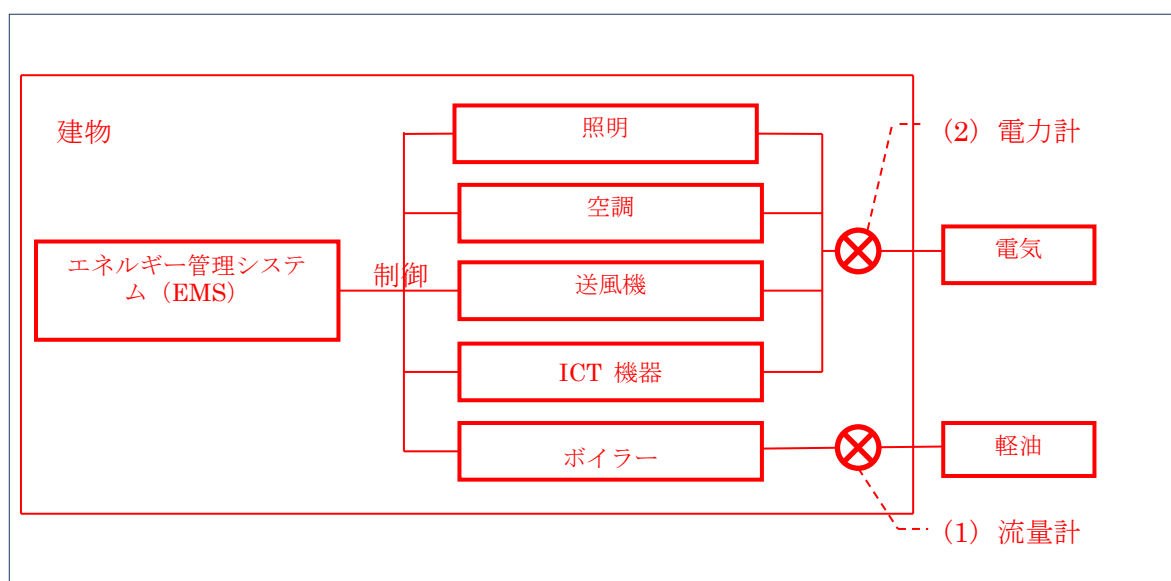 建物
照明
(2) 電力計
空調
電気
エネルギー管理システ
ム（EMS）
制御
送風機
ICT 機器
ボイラー
軽油
(1) 流量計